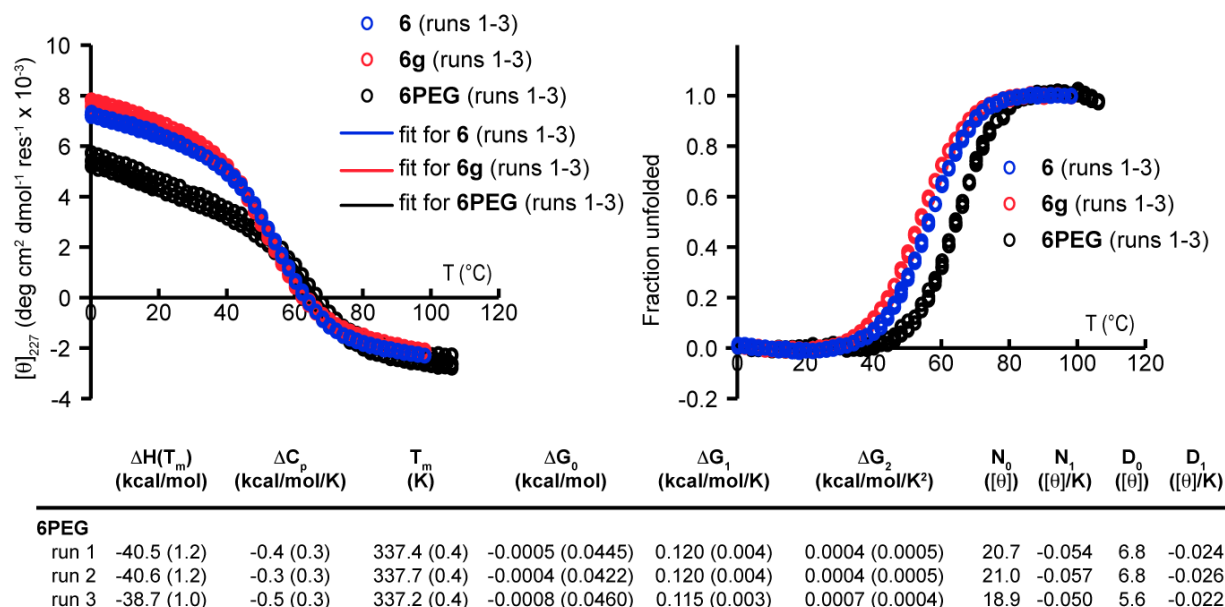 10
8
6
4
2
0
-2
-4
0
20
40
60
80
100
120
T (°C)
[θ]227 (deg cm² dmol⁻¹ res⁻¹ x 10⁻³)
6 (runs 1-3)
6g (runs 1-3)
6PEG (runs 1-3)
fit for 6 (runs 1-3)
fit for 6g (runs 1-3)
fit for 6PEG (runs 1-3)
1.0
0.8
0.6
0.4
0.2
0.0
-0.2
0
20
40
60
80
100
120
T (°C)
Fraction unfolded
6 (runs 1-3)
6g (runs 1-3)
6PEG (runs 1-3)
ΔH(Tm) ΔCp Tm ΔG0 ΔG1 ΔG2 N0 N1 D0 D1
(kcal/mol) (kcal/mol/K) (K) (kcal/mol) (kcal/mol/K) (kcal/mol/K²) ([θ]) ([θ]/K) ([θ]) ([θ]/K)
6PEG
run 1 -40.5 (1.2) -0.4 (0.3) 337.4 (0.4) -0.0005 (0.0445) 0.120 (0.004) 0.0004 (0.0005) 20.7 -0.054 6.8 -0.024
run 2 -40.6 (1.2) -0.3 (0.3) 337.7 (0.4) -0.0004 (0.0422) 0.120 (0.004) 0.0004 (0.0005) 21.0 -0.057 6.8 -0.026
run 3 -38.7 (1.0) -0.5 (0.3) 337.2 (0.4) -0.0008 (0.0460) 0.115 (0.003) 0.0007 (0.0004) 18.9 -0.050 5.6 -0.022